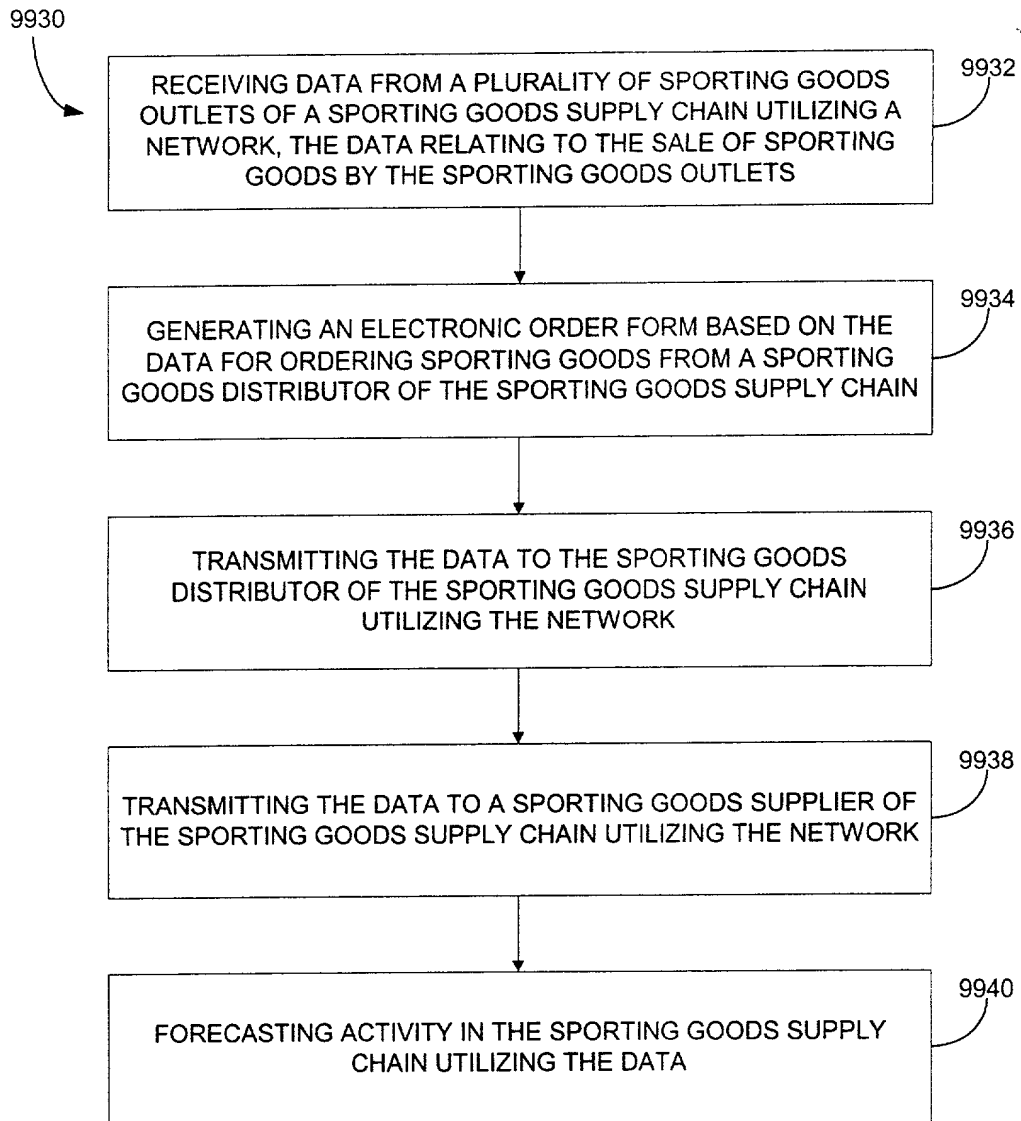 9930
RECEIVING DATA FROM A PLURALITY OF SPORTING GOODS
OUTLETS OF A SPORTING GOODS SUPPLY CHAIN UTILIZING A
NETWORK, THE DATA RELATING TO THE SALE OF SPORTING
GOODS BY THE SPORTING GOODS OUTLETS
9932
GENERATING AN ELECTRONIC ORDER FORM BASED ON THE
DATA FOR ORDERING SPORTING GOODS FROM A SPORTING
GOODS DISTRIBUTOR OF THE SPORTING GOODS SUPPLY CHAIN
9934
TRANSMITTING THE DATA TO THE SPORTING GOODS
DISTRIBUTOR OF THE SPORTING GOODS SUPPLY CHAIN
UTILIZING THE NETWORK
9936
TRANSMITTING THE DATA TO A SPORTING GOODS SUPPLIER OF
THE SPORTING GOODS SUPPLY CHAIN UTILIZING THE NETWORK
9938
FORECASTING ACTIVITY IN THE SPORTING GOODS SUPPLY
CHAIN UTILIZING THE DATA
9940